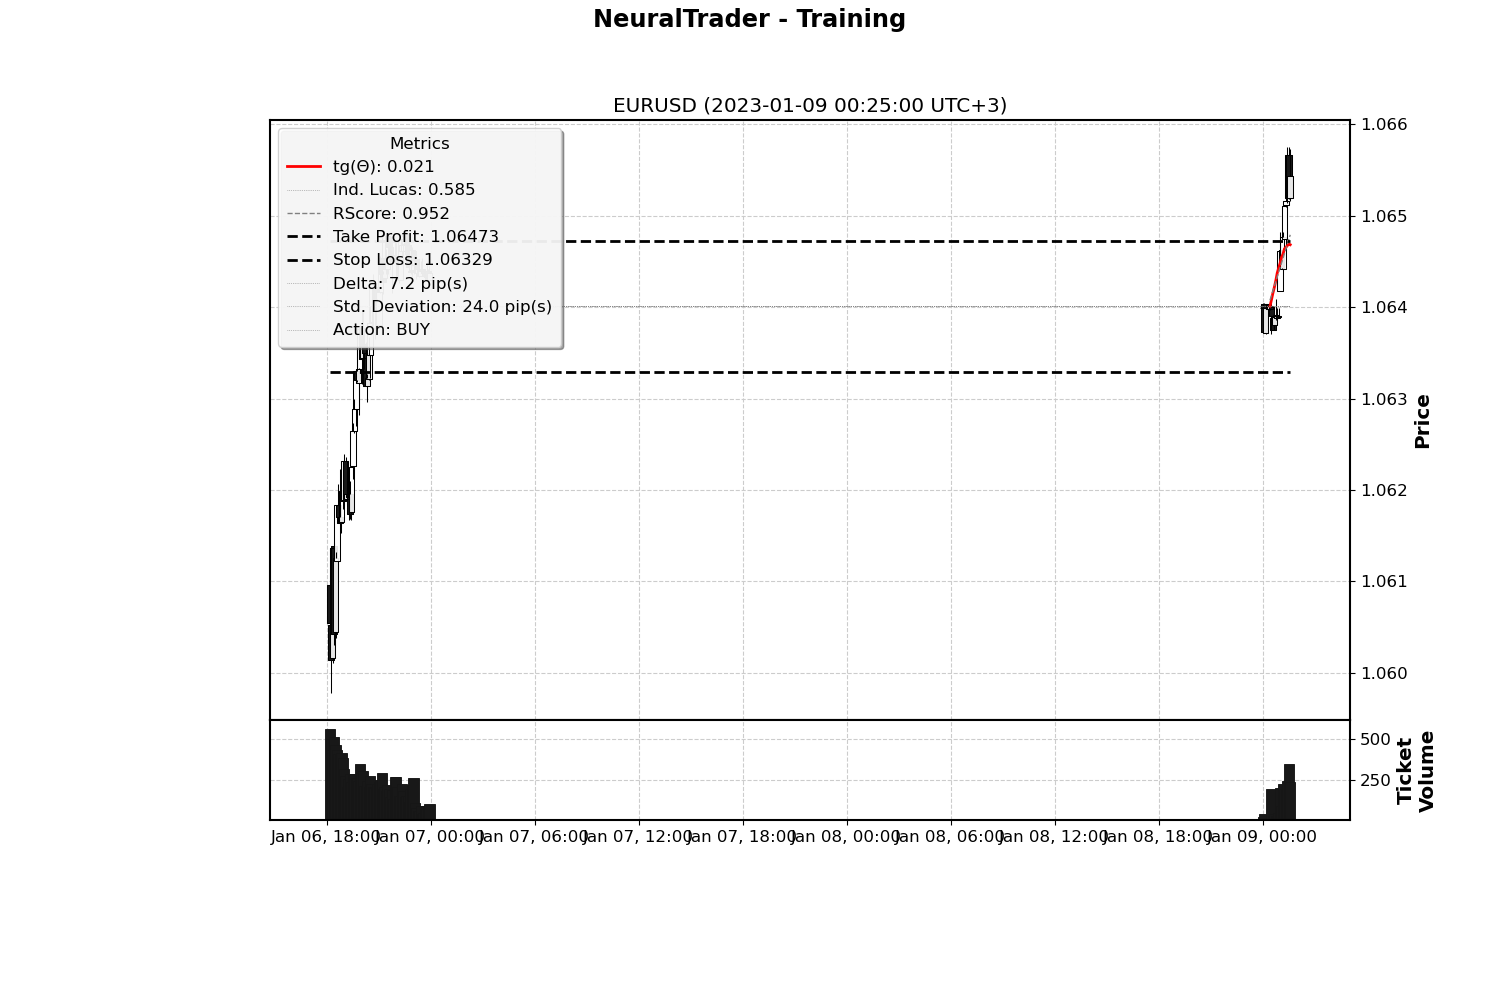 NeuralTrader - Training
EURUSD (2023-01-09 00:25:00 UTC+3)
Metrics
tg(Θ): 0.021
Ind. Lucas: 0.585
RScore: 0.952
Take Profit: 1.06473
Stop Loss: 1.06329
Delta: 7.2 pip(s)
Std. Deviation: 24.0 pip(s)
Action: BUY
1.066
1.065
1.064
1.063
1.062
1.061
1.060
Price
500
250
Ticket
Volume
Jan 06, 18:00
Jan 07, 00:00
Jan 07, 06:00
Jan 07, 12:00
Jan 07, 18:00
Jan 08, 00:00
Jan 08, 06:00
Jan 08, 12:00
Jan 08, 18:00
Jan 09, 00:00